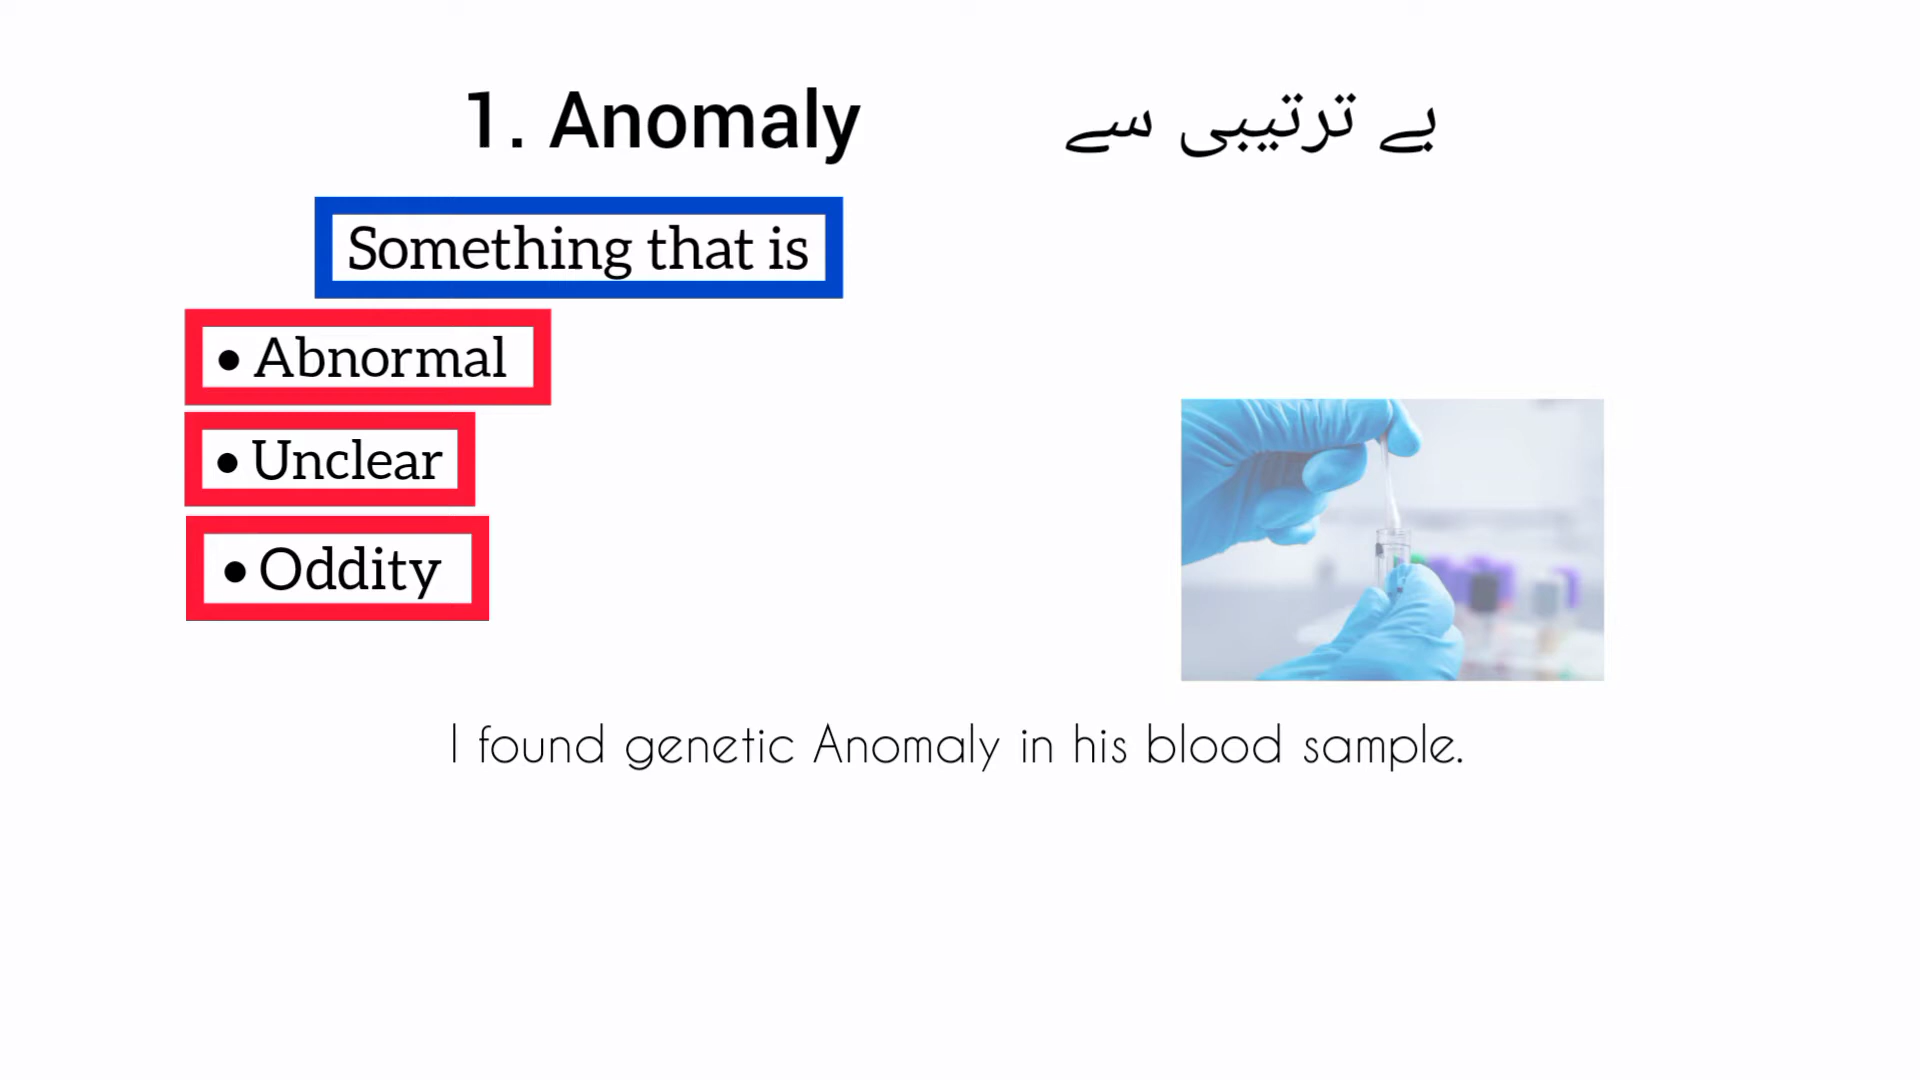 1. Anomaly بے ترتیبی سے
Something that is
• Abnormal
• Unclear
• Oddity
I found genetic Anomaly in his blood sample.